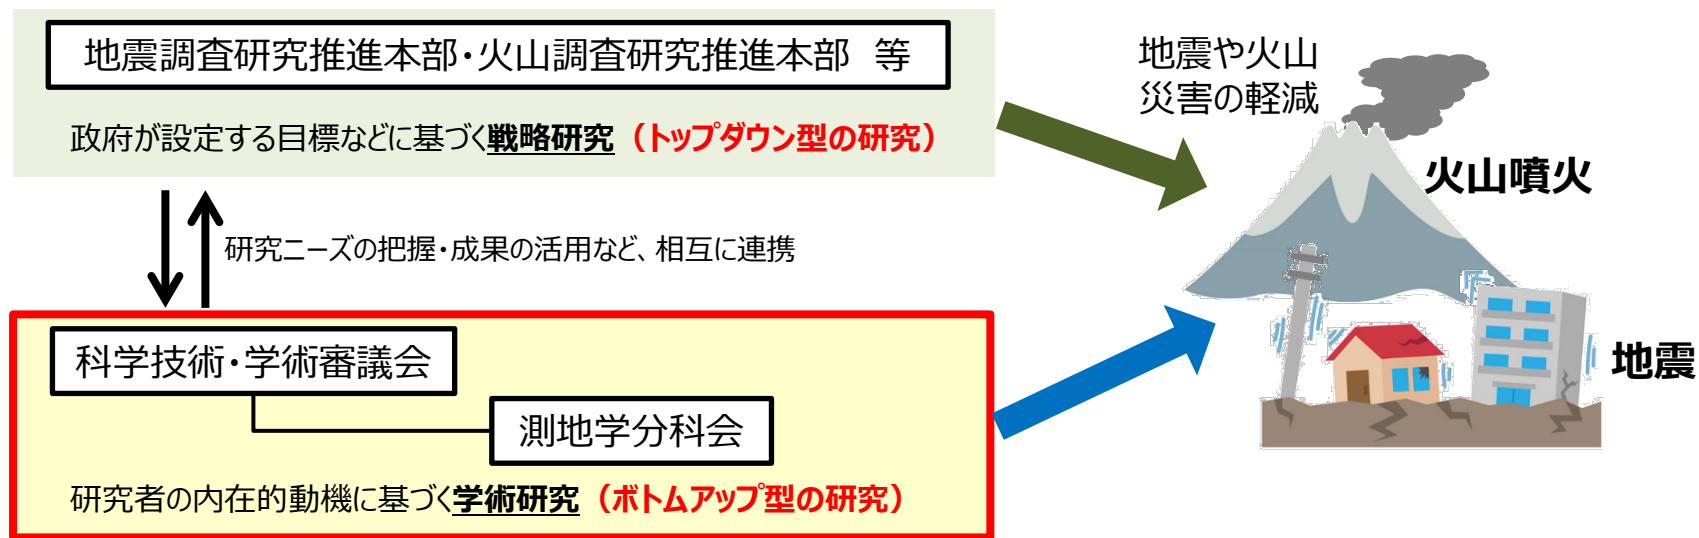 地震調査研究推進本部・火山調査研究推進本部　等
政府が設定する目標などに基づく戦略研究（トップダウン型の研究）
研究ニーズの把握・成果の活用など、相互に連携
科学技術・学術審議会
測地学分科会
研究者の内在的動機に基づく学術研究（ボトムアップ型の研究）
地震や火山
災害の軽減
火山噴火
地震